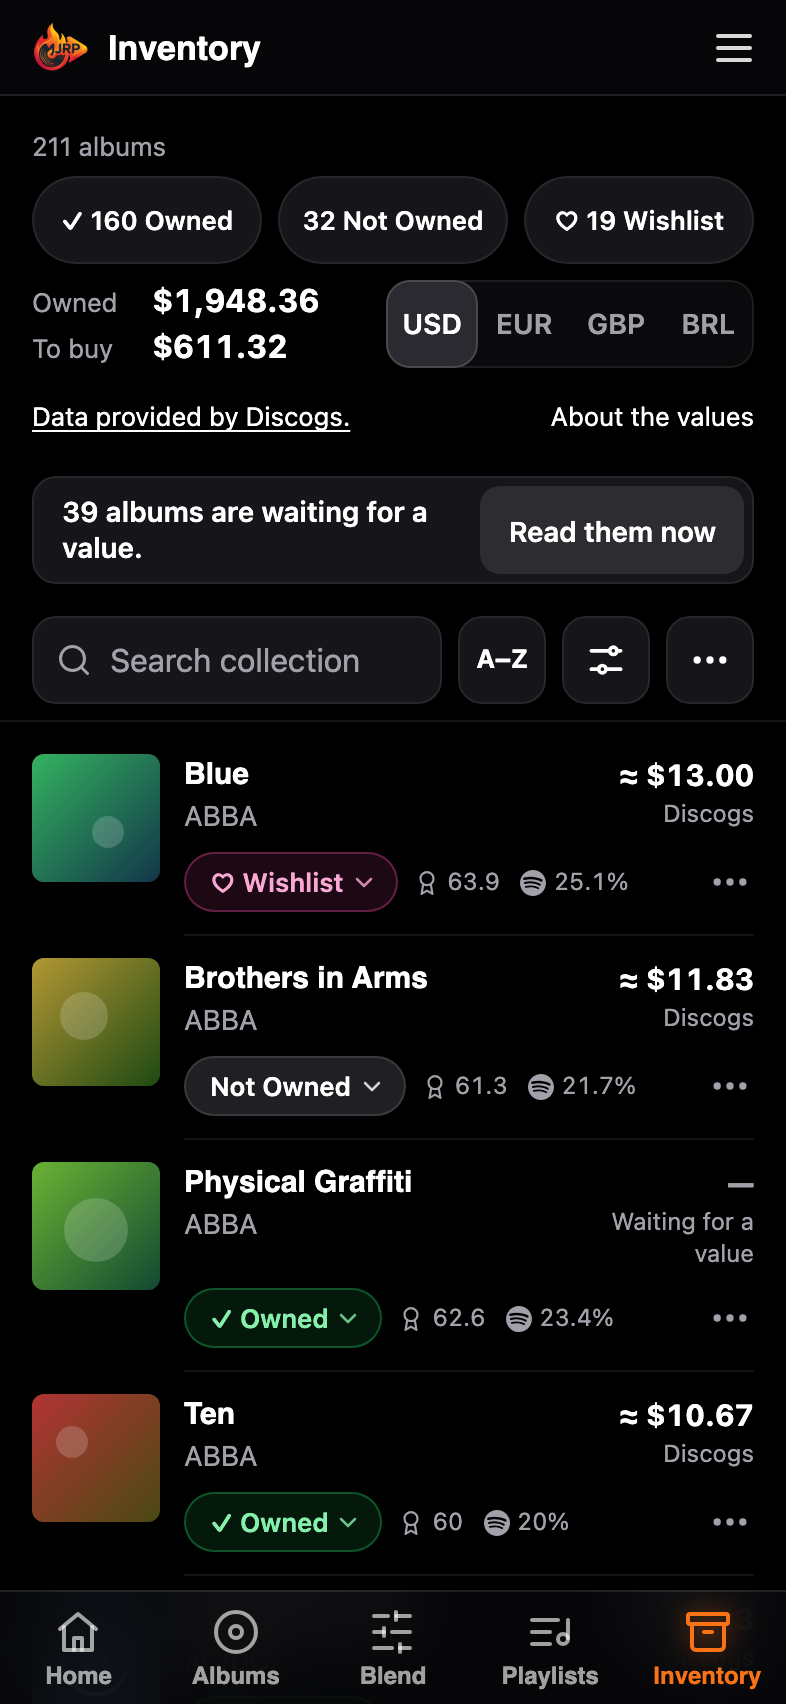 JRP
Inventory
211 albums
✓ 160 Owned
32 Not Owned
♡ 19 Wishlist
Owned $1,948.36
To buy $611.32
USD EUR GBP BRL
Data provided by Discogs.
About the values
39 albums are waiting for a
value.
Read them now
Search collection
A–Z
Blue
≈ $13.00
ABBA
Discogs
♡ Wishlist
63.9
25.1%
Brothers in Arms
≈ $11.83
ABBA
Discogs
Not Owned
61.3
21.7%
Physical Graffiti
—
ABBA
Waiting for a
value
✓ Owned
62.6
23.4%
Ten
≈ $10.67
ABBA
Discogs
✓ Owned
60
20%
Home
Albums
Blend
Playlists
Inventory